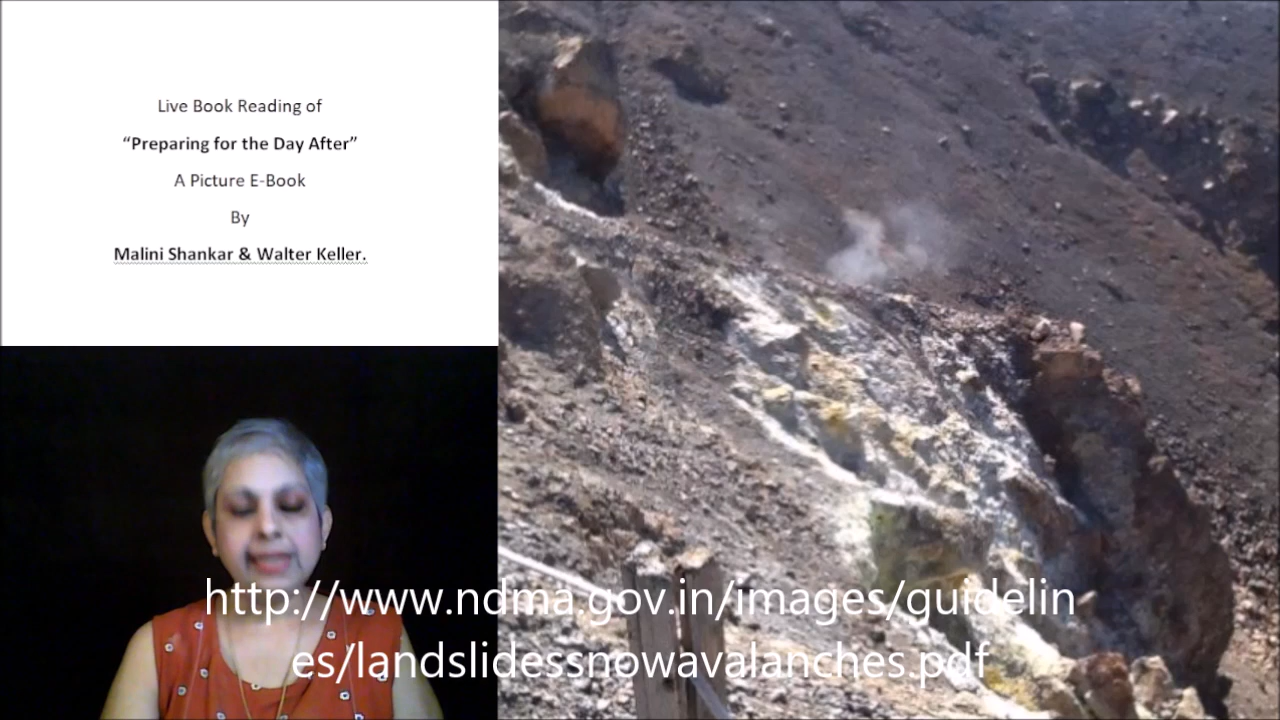 Live Book Reading of
“Preparing for the Day After”
A Picture E-Book
By
Malini Shankar & Walter Keller.
http://www.ndma.gov.in/images/guidelin
es/landslidessnowavalanches.pdf